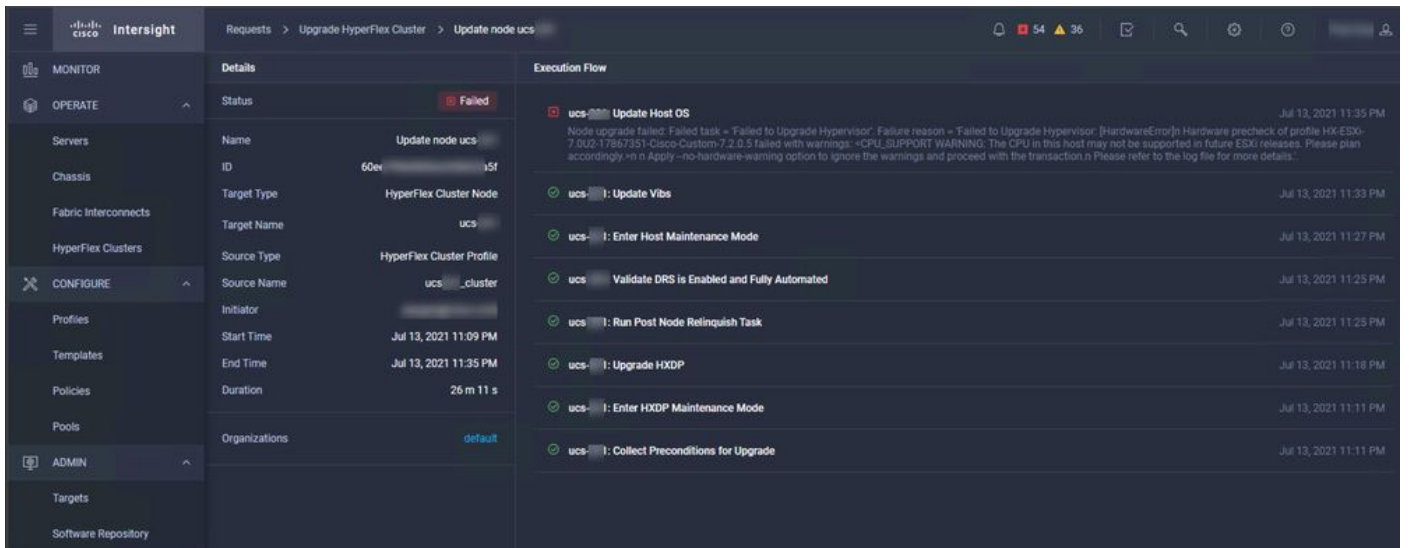 cisco Intersight
Requests > Upgrade HyperFlex Cluster > Update node ucs
54 36
MONITOR
OPERATE
Servers
Chassis
Fabric Interconnects
HyperFlex Clusters
CONFIGURE
Profiles
Templates
Policies
Pools
ADMIN
Targets
Software Repository
Details
Status Failed
Name Update node ucs
ID 60ee
Target Type HyperFlex Cluster Node
Target Name ucs-
Source Type HyperFlex Cluster Profile
Source Name ucs _cluster
Initiator
Start Time Jul 13, 2021 11:09 PM
End Time Jul 13, 2021 11:35 PM
Duration 26 m 11 s
Organizations default
Execution Flow
ucs- Update Host OS Jul 13, 2021 11:35 PM
Node upgrade failed: Failed task = 'Failed to Upgrade Hypervisor'. Failure reason = 'Failed to Upgrade Hypervisor: [HardwareError]n Hardware precheck of profile HX-ESXi-
7.0U2-17867351-Cisco-Custom-7.2.0.5 failed with warnings: <CPU_SUPPORT WARNING: The CPU in this host may not be supported in future ESXi releases. Please plan
accordingly.>n n Apply --no-hardware-warning option to ignore the warnings and proceed with the transaction.n Please refer to the log file for more details.'.
ucs- : Update Vibs Jul 13, 2021 11:33 PM
ucs- : Enter Host Maintenance Mode Jul 13, 2021 11:27 PM
ucs Validate DRS is Enabled and Fully Automated Jul 13, 2021 11:25 PM
ucs : Run Post Node Relinquish Task Jul 13, 2021 11:25 PM
ucs- : Upgrade HXDP Jul 13, 2021 11:18 PM
ucs- : Enter HXDP Maintenance Mode Jul 13, 2021 11:11 PM
ucs- : Collect Preconditions for Upgrade Jul 13, 2021 11:11 PM